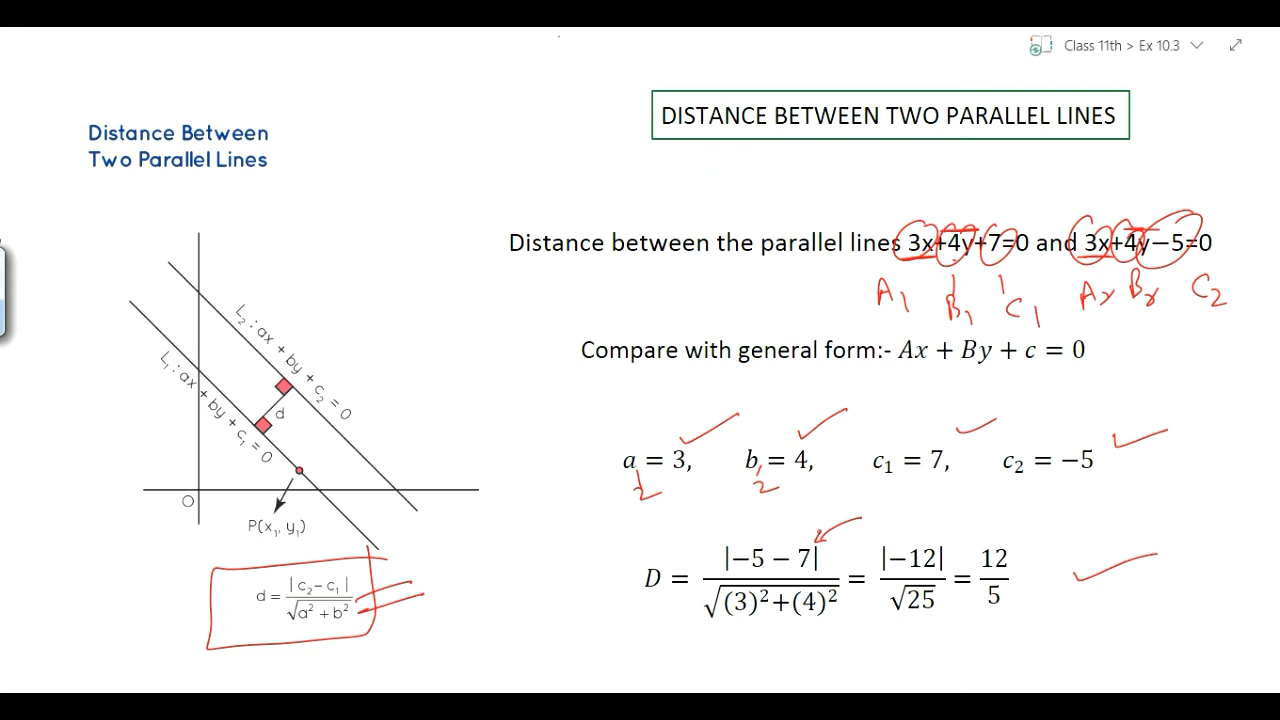 Class 11th > Ex 10.3
DISTANCE BETWEEN TWO PARALLEL LINES
Distance Between
Two Parallel Lines
L₂ : ax + by + c₂ = 0
L₁ : ax + by + c₁ = 0
d
O
P(x₁, y₁)
d = |c₂ – c₁| / √a² + b²
Distance between the parallel lines 3x+4y+7=0 and 3x+4y−5=0
A₁ B₁ C₁ A₂ B₂ C₂
Compare with general form:- Ax + By + c = 0
a = 3, b = 4, c₁ = 7, c₂ = −5
D = |−5 − 7| / √(3)²+(4)² = |−12| / √25 = 12 / 5